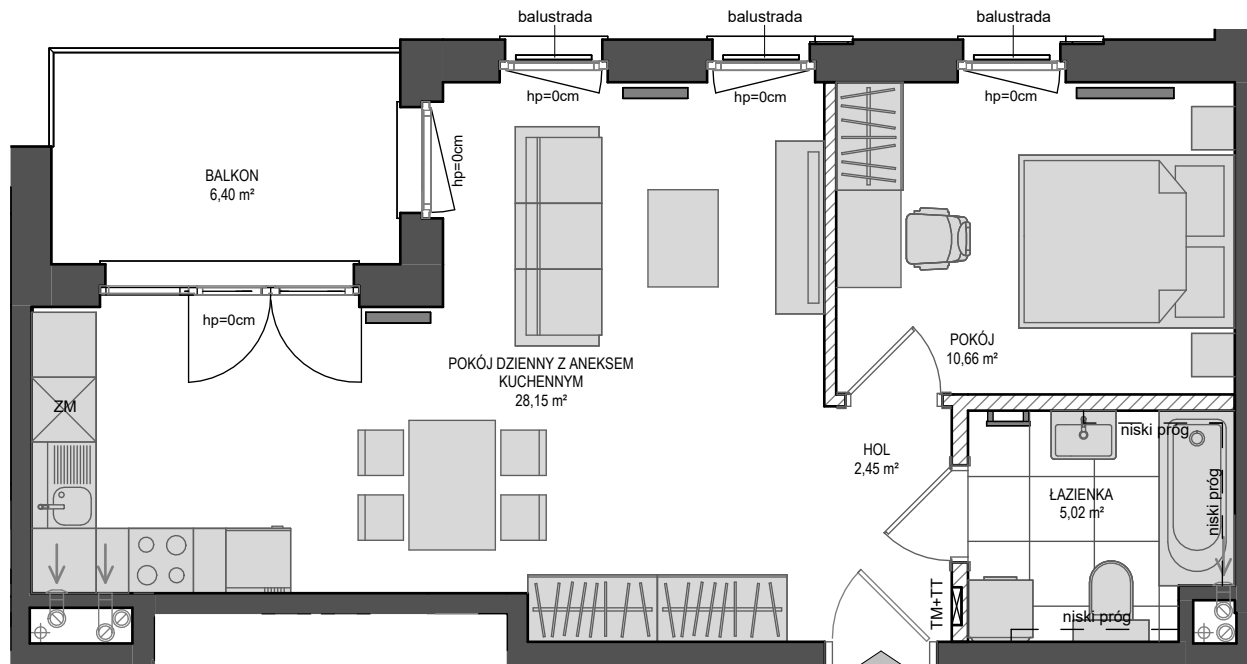 balustrada
balustrada
balustrada
hp=0cm
hp=0cm
hp=0cm
hp=0cm
BALKON
6,40 m²
hp=0cm
POKÓJ DZIENNY Z ANEKSEM
KUCHENNYM
28,15 m²
POKÓJ
10,66 m²
ZM
HOL
2,45 m²
niski próg
niski próg
ŁAZIENKA
5,02 m²
TM+TT
niski próg